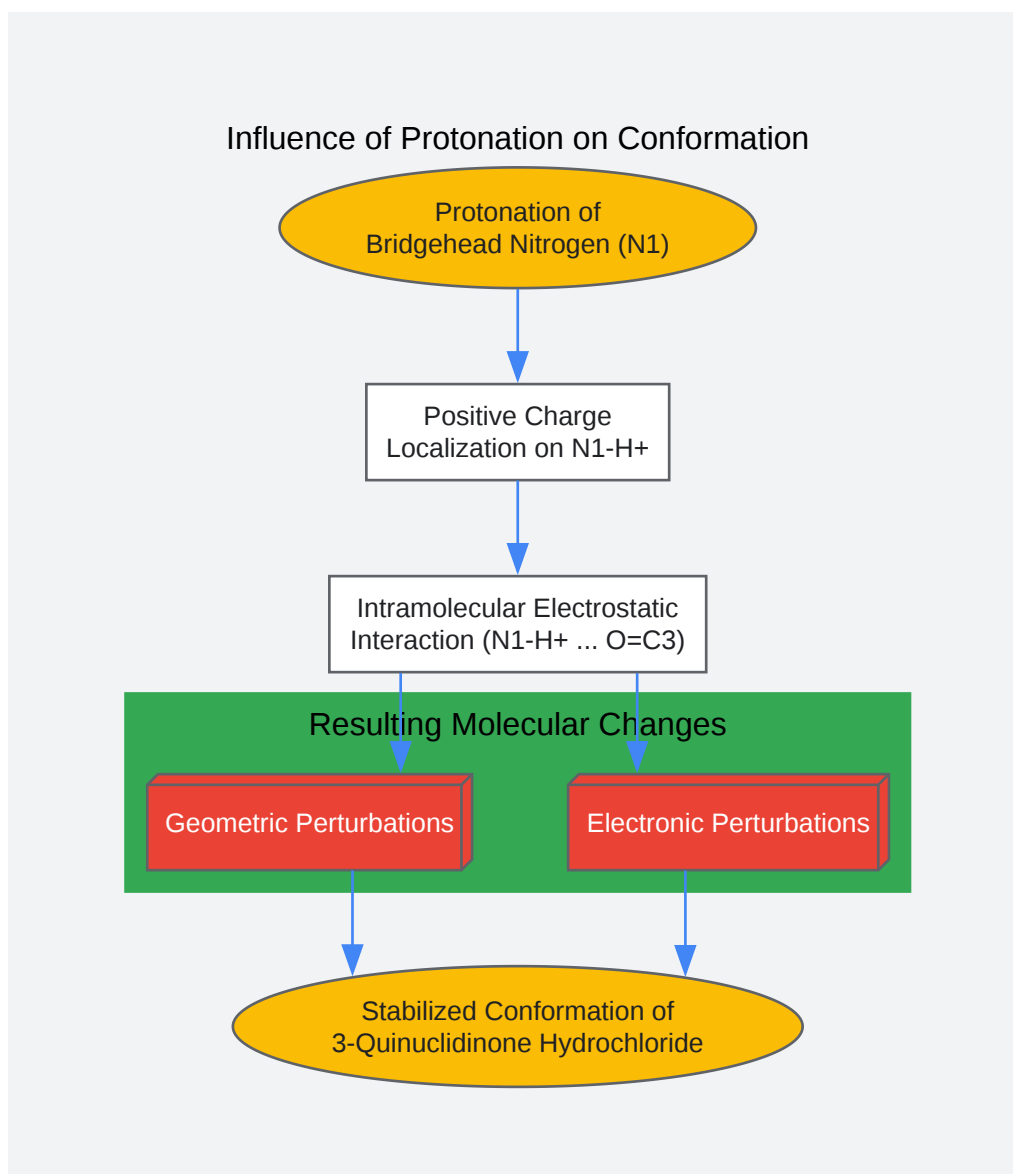 Influence of Protonation on Conformation
Protonation of
Bridgehead Nitrogen (N1)
Positive Charge
Localization on N1-H+
Intramolecular Electrostatic
Interaction (N1-H+ ... O=C3)
Resulting Molecular Changes
Geometric Perturbations
Electronic Perturbations
Stabilized Conformation of
3-Quinuclidinone Hydrochloride